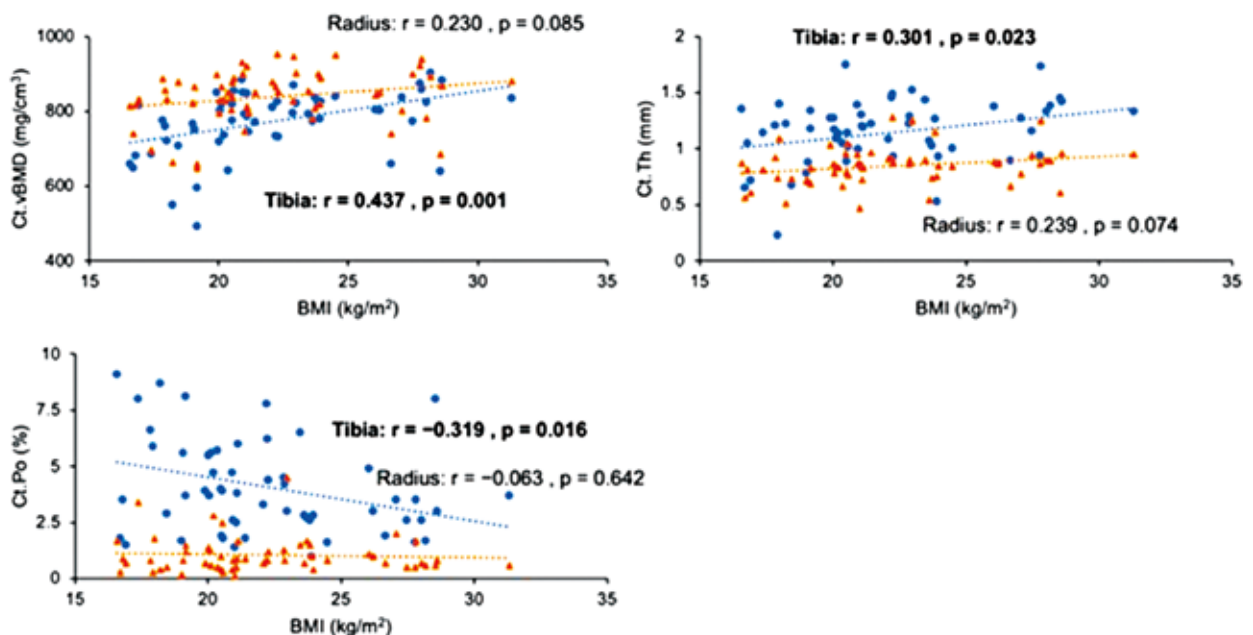 Radius: r = 0.230 , p = 0.085
1000
800
600
400
Ct.vBMD (mg/cm³)
Tibia: r = 0.437 , p = 0.001
15 20 25 30 35
BMI (kg/m²)
Tibia: r = 0.301 , p = 0.023
2
1.5
1
0.5
0
Ct.Th (mm)
Radius: r = 0.239 , p = 0.074
15 20 25 30 35
BMI (kg/m²)
10
7.5
5
2.5
0
Ct.Po (%)
Tibia: r = −0.319 , p = 0.016
Radius: r = −0.063 , p = 0.642
15 20 25 30 35
BMI (kg/m²)